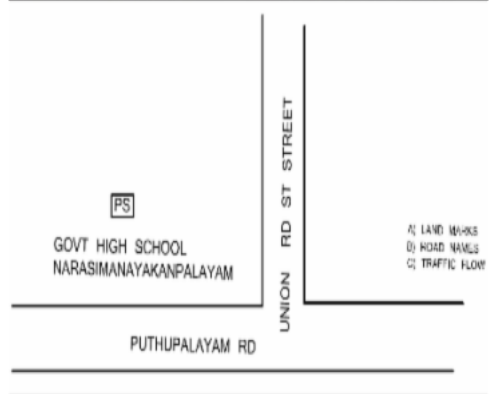 PS
GOVT HIGH SCHOOL
NARASIMANAYAKANPALAYAM
UNION RD ST STREET
A) LAND MARKS
B) ROAD NAMES
C) TRAFFIC FLOW
PUTHUPALAYAM RD